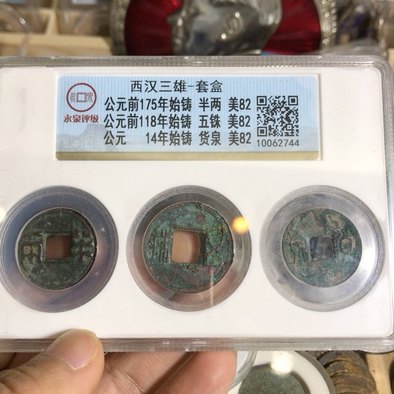 西汉三雄-套盒
公元前175年始铸 半两 美82
公元前118年始铸 五铢 美82
公元 14年始铸 货泉 美82
永泉评级
10062744